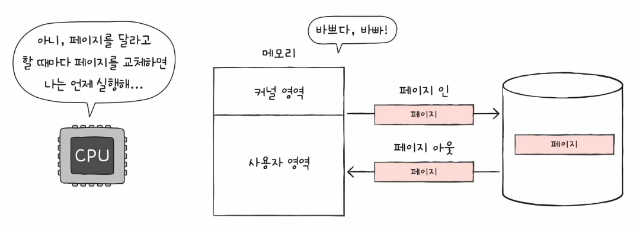 아니, 페이지를 달라고
할 때마다 페이지를 교체하면
나는 언제 실행해...
CPU
바쁘다, 바빠!
메모리
커널 영역
사용자 영역
페이지 인
페이지
페이지 아웃
페이지
페이지